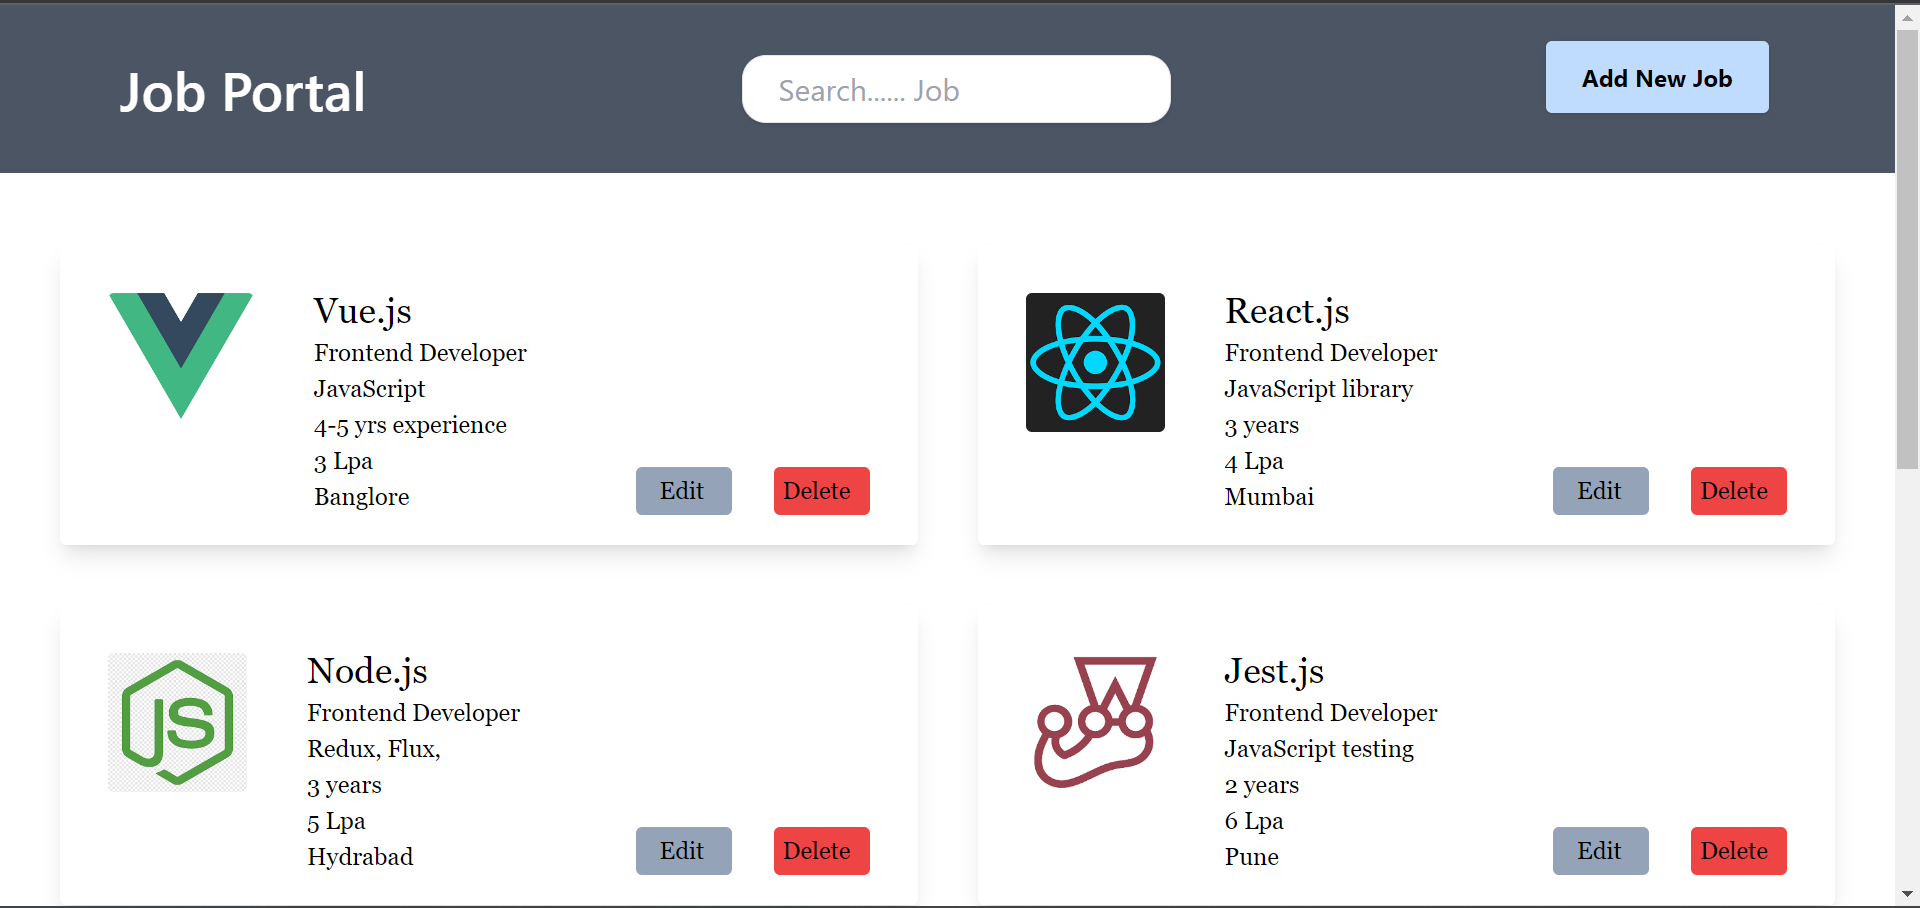 Job Portal
Search...... Job
Add New Job
Vue.js
Frontend Developer
JavaScript
4-5 yrs experience
3 Lpa
Banglore
Edit
Delete
React.js
Frontend Developer
JavaScript library
3 years
4 Lpa
Mumbai
Edit
Delete
JS
Node.js
Frontend Developer
Redux, Flux,
3 years
5 Lpa
Hydrabad
Edit
Delete
Jest.js
Frontend Developer
JavaScript testing
2 years
6 Lpa
Pune
Edit
Delete